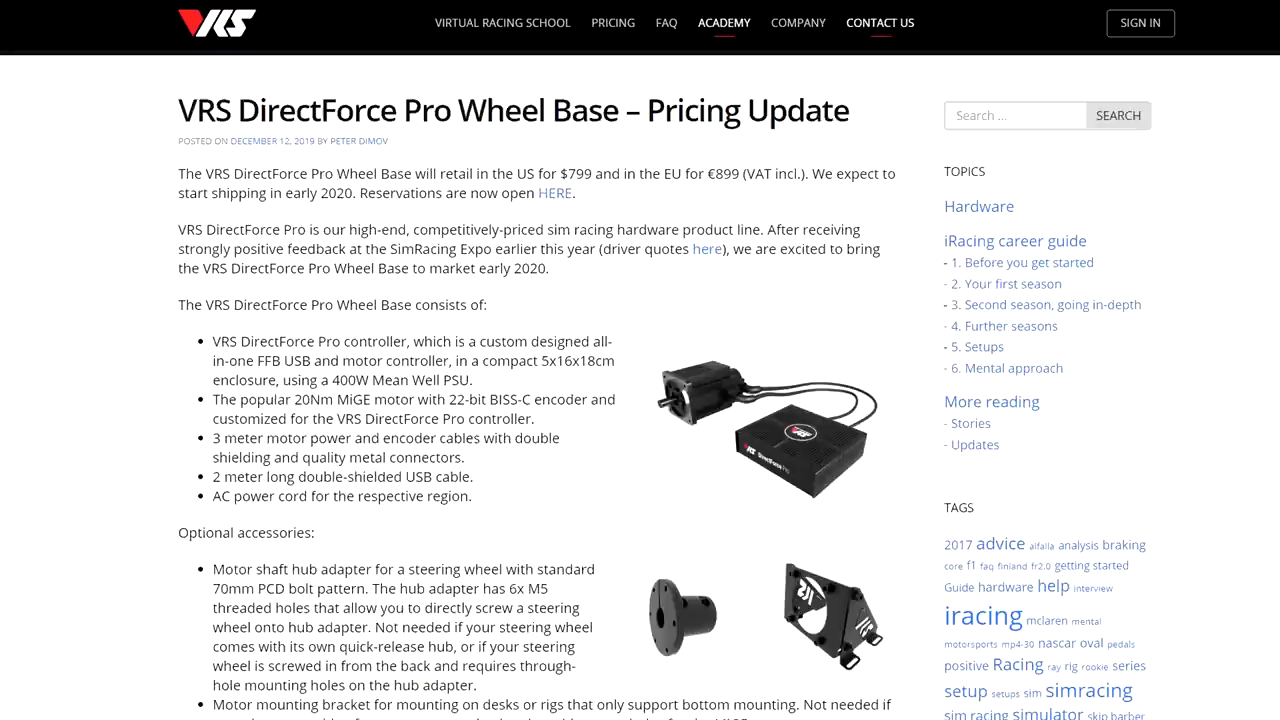 VRS VIRTUAL RACING SCHOOL PRICING FAQ ACADEMY COMPANY CONTACT US SIGN IN
VRS DirectForce Pro Wheel Base – Pricing Update
POSTED ON DECEMBER 12, 2019 BY PETER DIMOV
The VRS DirectForce Pro Wheel Base will retail in the US for $799 and in the EU for €899 (VAT incl.). We expect to
start shipping in early 2020. Reservations are now open HERE.
VRS DirectForce Pro is our high-end, competitively-priced sim racing hardware product line. After receiving
strongly positive feedback at the SimRacing Expo earlier this year (driver quotes here), we are excited to bring
the VRS DirectForce Pro Wheel Base to market early 2020.
The VRS DirectForce Pro Wheel Base consists of:
• VRS DirectForce Pro controller, which is a custom designed all-
in-one FFB USB and motor controller, in a compact 5x16x18cm
enclosure, using a 400W Mean Well PSU.
• The popular 20Nm MiGE motor with 22-bit BISS-C encoder and
customized for the VRS DirectForce Pro controller.
• 3 meter motor power and encoder cables with double
shielding and quality metal connectors.
• 2 meter long double-shielded USB cable.
• AC power cord for the respective region.
VRS
VRS DirectForce Pro
Optional accessories:
• Motor shaft hub adapter for a steering wheel with standard
70mm PCD bolt pattern. The hub adapter has 6x M5
threaded holes that allow you to directly screw a steering
wheel onto hub adapter. Not needed if your steering wheel
comes with its own quick-release hub, or if your steering
wheel is screwed in from the back and requires through-
hole mounting holes on the hub adapter.
• Motor mounting bracket for mounting on desks or rigs that only support bottom mounting. Not needed if
Search ... SEARCH
TOPICS
Hardware
iRacing career guide
- 1. Before you get started
- 2. Your first season
- 3. Second season, going in-depth
- 4. Further seasons
- 5. Setups
- 6. Mental approach
More reading
- Stories
- Updates
TAGS
2017 advice alfalla analysis braking
core f1 faq finland fr2.0 getting started
Guide hardware help interview
iracing mclaren mental
motorsports mp4-30 nascar oval pedals
positive Racing ray rig rookie series
setup setups sim simracing
sim racing simulator skip barber